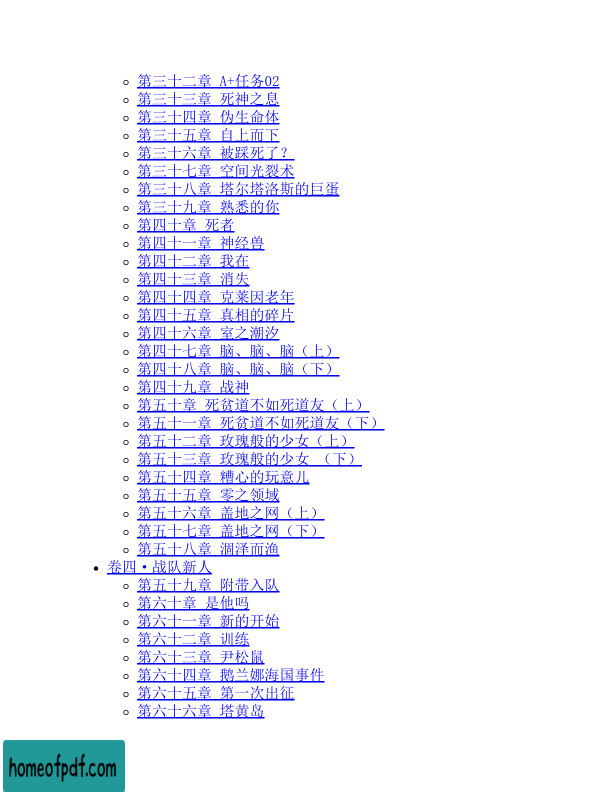 第三十二章 A+任务02
第三十三章 死神之息
第三十四章 伪生命体
第三十五章 自上而下
第三十六章 被踩死了？
第三十七章 空间光裂术
第三十八章 塔尔塔洛斯的巨蛋
第三十九章 熟悉的你
第四十章 死者
第四十一章 神经兽
第四十二章 我在
第四十三章 消失
第四十四章 克莱因老年
第四十五章 真相的碎片
第四十六章 室之潮汐
第四十七章 脑、脑、脑（上）
第四十八章 脑、脑、脑（下）
第四十九章 战神
第五十章 死贫道不如死道友（上）
第五十一章 死贫道不如死道友（下）
第五十二章 玫瑰般的少女（上）
第五十三章 玫瑰般的少女 （下）
第五十四章 糟心的玩意儿
第五十五章 零之领域
第五十六章 盖地之网（上）
第五十七章 盖地之网（下）
第五十八章 涸泽而渔
卷四·战队新人
第五十九章 附带入队
第六十章 是他吗
第六十一章 新的开始
第六十二章 训练
第六十三章 尹松鼠
第六十四章 鹅兰娜海国事件
第六十五章 第一次出征
第六十六章 塔黄岛
homeofpdf.com